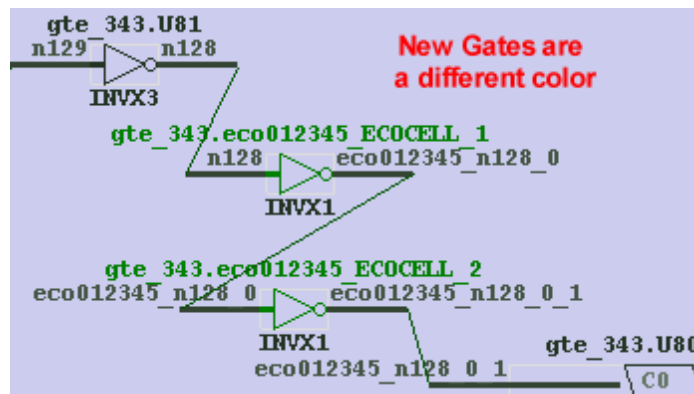 gte_343.U81
n129 n128
INVX3
New Gates are
a different color
gte_343.eco012345_ECOCELL_1
n128 eco012345_n128_0
INVX1
gte_343.eco012345_ECOCELL_2
eco012345_n128_0 eco012345_n128_0_1
INVX1
gte_343.U80
eco012345_n128_0_1
C0